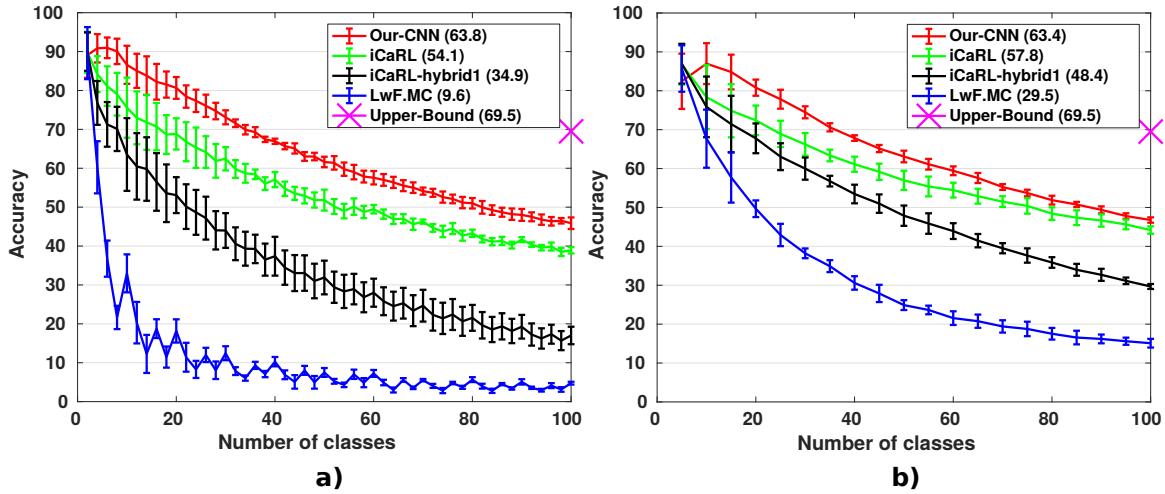 100
90
80
70
60
50
40
30
20
10
0
Accuracy
0 20 40 60 80 100
Number of classes
Our-CNN (63.8)
iCaRL (54.1)
iCaRL-hybrid1 (34.9)
LwF.MC (9.6)
Upper-Bound (69.5)
a)
100
90
80
70
60
50
40
30
20
10
0
Accuracy
0 20 40 60 80 100
Number of classes
Our-CNN (63.4)
iCaRL (57.8)
iCaRL-hybrid1 (48.4)
LwF.MC (29.5)
Upper-Bound (69.5)
b)